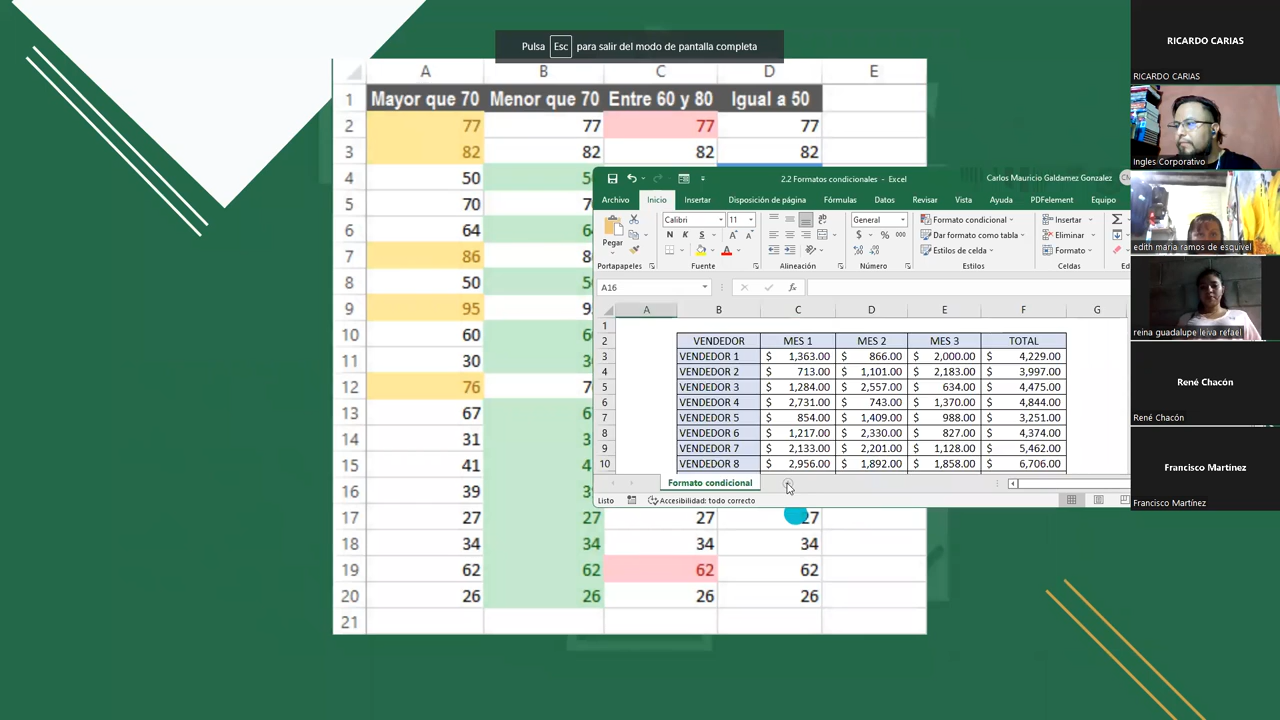 Pulsa Esc para salir del modo de pantalla completa
A B C D E
1 Mayor que 70 Menor que 70 Entre 60 y 80 Igual a 50
2 77 77 77 77
3 82 82 82 82
4 50
5 70
6 64
7 86
8 50
9 95
10 60
11 30
12 76
13 67
14 31
15 41
16 39
17 27 27 27 27
18 34 34 34 34
19 62 62 62 62
20 26 26 26 26
21
2.2 Formatos condicionales - Excel
Carlos Mauricio Galdamez Gonzalez
Archivo Inicio Insertar Disposición de página Fórmulas Datos Revisar Vista Ayuda PDFelement Equipo
Calibri 11 General Formato condicional Insertar
Pegar N K S $ % 000 Dar formato como tabla Eliminar
Estilos de celda Formato
Portapapeles Fuente Alineación Número Estilos Celdas
A16 fx
A B C D E F G
1
2 VENDEDOR MES 1 MES 2 MES 3 TOTAL
3 VENDEDOR 1 $ 1,363.00 $ 866.00 $ 2,000.00 $ 4,229.00
4 VENDEDOR 2 $ 713.00 $ 1,101.00 $ 2,183.00 $ 3,997.00
5 VENDEDOR 3 $ 1,284.00 $ 2,557.00 $ 634.00 $ 4,475.00
6 VENDEDOR 4 $ 2,731.00 $ 743.00 $ 1,370.00 $ 4,844.00
7 VENDEDOR 5 $ 854.00 $ 1,409.00 $ 988.00 $ 3,251.00
8 VENDEDOR 6 $ 1,217.00 $ 2,330.00 $ 827.00 $ 4,374.00
9 VENDEDOR 7 $ 2,133.00 $ 2,201.00 $ 1,128.00 $ 5,462.00
10 VENDEDOR 8 $ 2,956.00 $ 1,892.00 $ 1,858.00 $ 6,706.00
Formato condicional
Listo Accesibilidad: todo correcto
RICARDO CARIAS
RICARDO CARIAS
Ingles Corporativo
edith maria ramos de esquivel
reina guadalupe leiva rafael
René Chacón
René Chacón
Francisco Martínez
Francisco Martínez